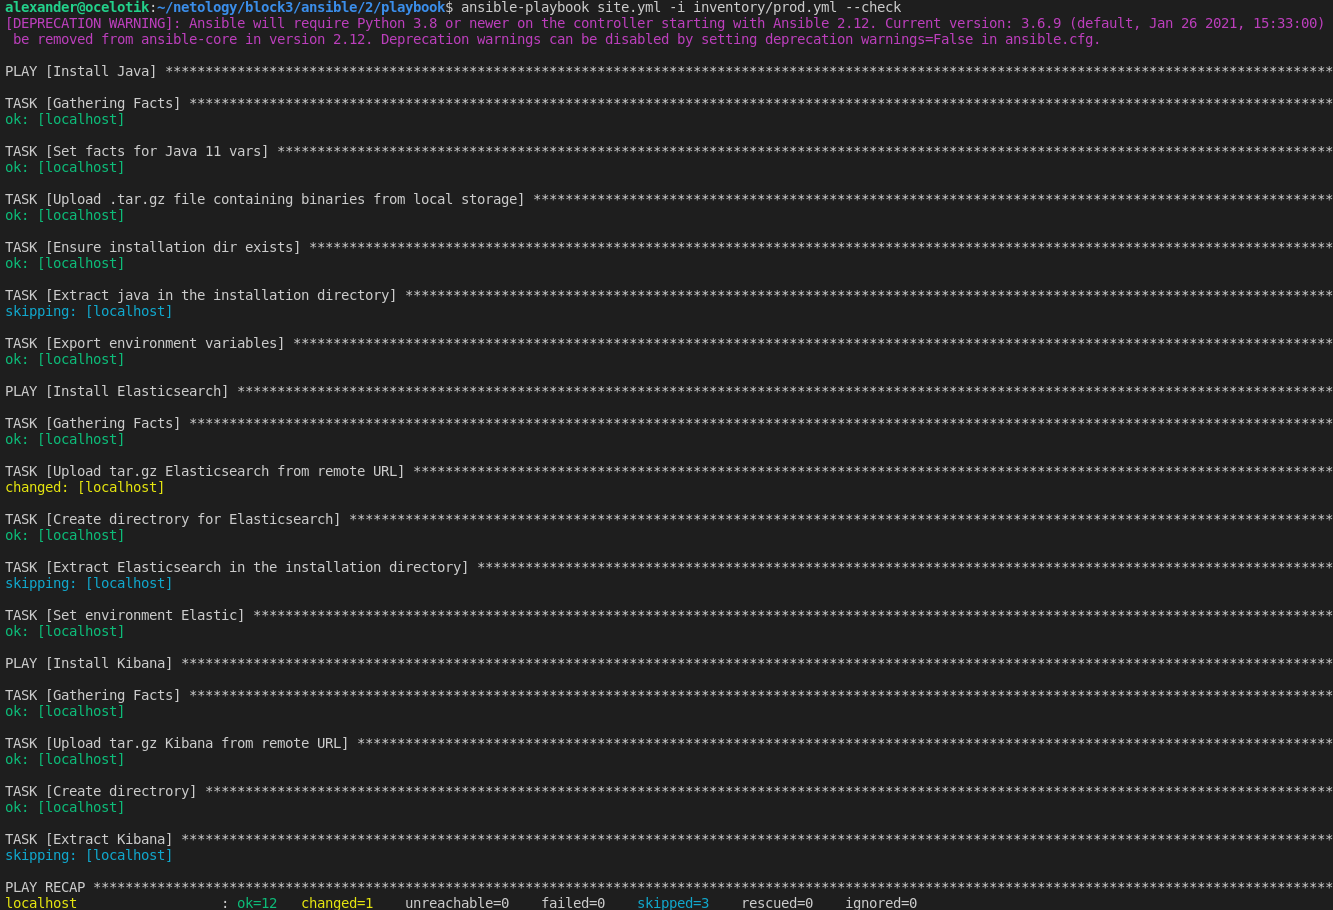 alexander@ocelotik:~/netology/block3/ansible/2/playbook$ ansible-playbook site.yml -i inventory/prod.yml --check
[DEPRECATION WARNING]: Ansible will require Python 3.8 or newer on the controller starting with Ansible 2.12. Current version: 3.6.9 (default, Jan 26 2021, 15:33:00)
be removed from ansible-core in version 2.12. Deprecation warnings can be disabled by setting deprecation_warnings=False in ansible.cfg.
PLAY [Install Java] **************************************************************************************************************************************************
TASK [Gathering Facts] ***********************************************************************************************************************************************
ok: [localhost]
TASK [Set facts for Java 11 vars] ************************************************************************************************************************************
ok: [localhost]
TASK [Upload .tar.gz file containing binaries from local storage] ****************************************************************************************************
ok: [localhost]
TASK [Ensure installation dir exists] ********************************************************************************************************************************
ok: [localhost]
TASK [Extract java in the installation directory] ********************************************************************************************************************
skipping: [localhost]
TASK [Export environment variables] **********************************************************************************************************************************
ok: [localhost]
PLAY [Install Elasticsearch] *****************************************************************************************************************************************
TASK [Gathering Facts] ***********************************************************************************************************************************************
ok: [localhost]
TASK [Upload tar.gz Elasticsearch from remote URL] *******************************************************************************************************************
changed: [localhost]
TASK [Create directrory for Elasticsearch] ***************************************************************************************************************************
ok: [localhost]
TASK [Extract Elasticsearch in the installation directory] ***********************************************************************************************************
skipping: [localhost]
TASK [Set environment Elastic] ***************************************************************************************************************************************
ok: [localhost]
PLAY [Install Kibana] ************************************************************************************************************************************************
TASK [Gathering Facts] ***********************************************************************************************************************************************
ok: [localhost]
TASK [Upload tar.gz Kibana from remote URL] **************************************************************************************************************************
ok: [localhost]
TASK [Create directrory] *********************************************************************************************************************************************
ok: [localhost]
TASK [Extract Kibana] ************************************************************************************************************************************************
skipping: [localhost]
PLAY RECAP ***********************************************************************************************************************************************************
localhost                  : ok=12   changed=1    unreachable=0    failed=0    skipped=3    rescued=0    ignored=0